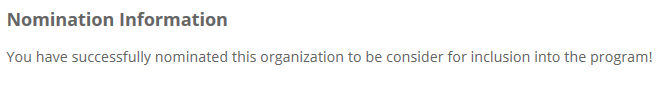 Nomination Information
You have successfully nominated this organization to be consider for inclusion into the program!